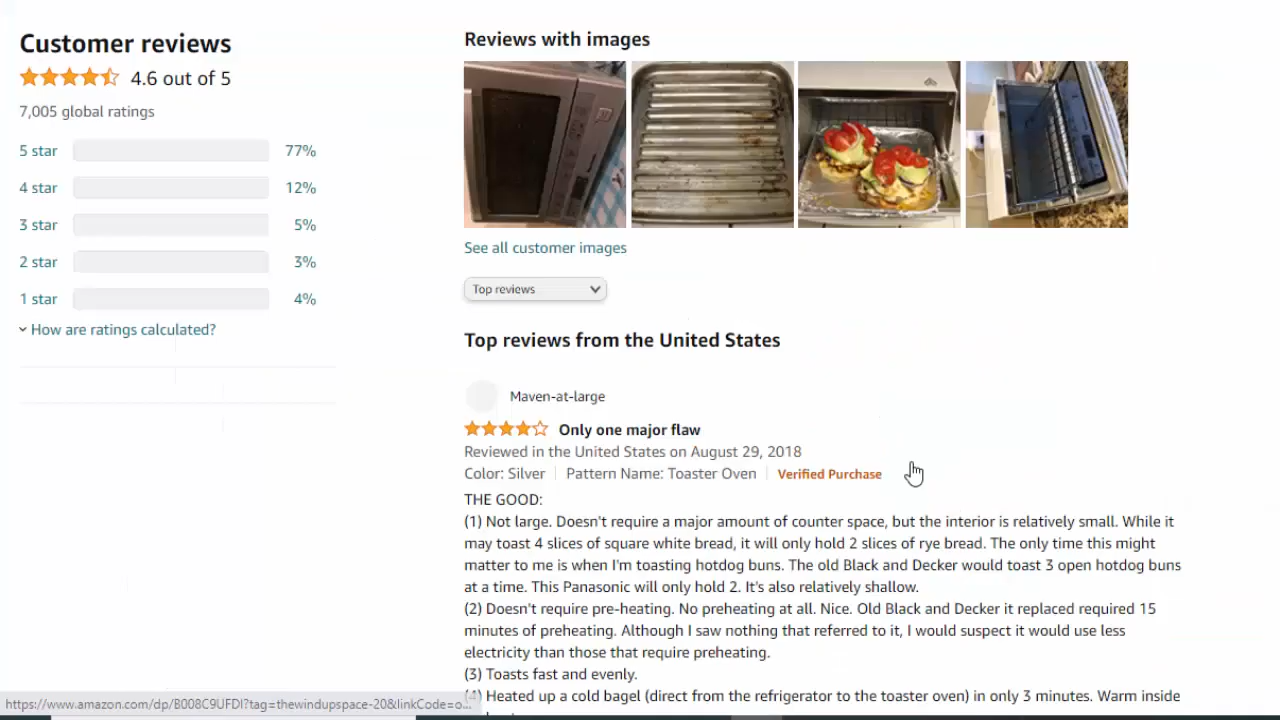 Customer reviews
4.6 out of 5
7,005 global ratings
5 star 77%
4 star 12%
3 star 5%
2 star 3%
1 star 4%
How are ratings calculated?
Reviews with images
See all customer images
Top reviews
Top reviews from the United States
Maven-at-large
Only one major flaw
Reviewed in the United States on August 29, 2018
Color: Silver Pattern Name: Toaster Oven Verified Purchase
THE GOOD:
(1) Not large. Doesn't require a major amount of counter space, but the interior is relatively small. While it
may toast 4 slices of square white bread, it will only hold 2 slices of rye bread. The only time this might
matter to me is when I'm toasting hotdog buns. The old Black and Decker would toast 3 open hotdog buns
at a time. This Panasonic will only hold 2. It's also relatively shallow.
(2) Doesn't require pre-heating. No preheating at all. Nice. Old Black and Decker it replaced required 15
minutes of preheating. Although I saw nothing that referred to it, I would suspect it would use less
electricity than those that require preheating.
(3) Toasts fast and evenly.
(4) Heated up a cold bagel (direct from the refrigerator to the toaster oven) in only 3 minutes. Warm inside
https://www.amazon.com/dp/B008C9UFDI?tag=thewindupspace-20&linkCode=o...